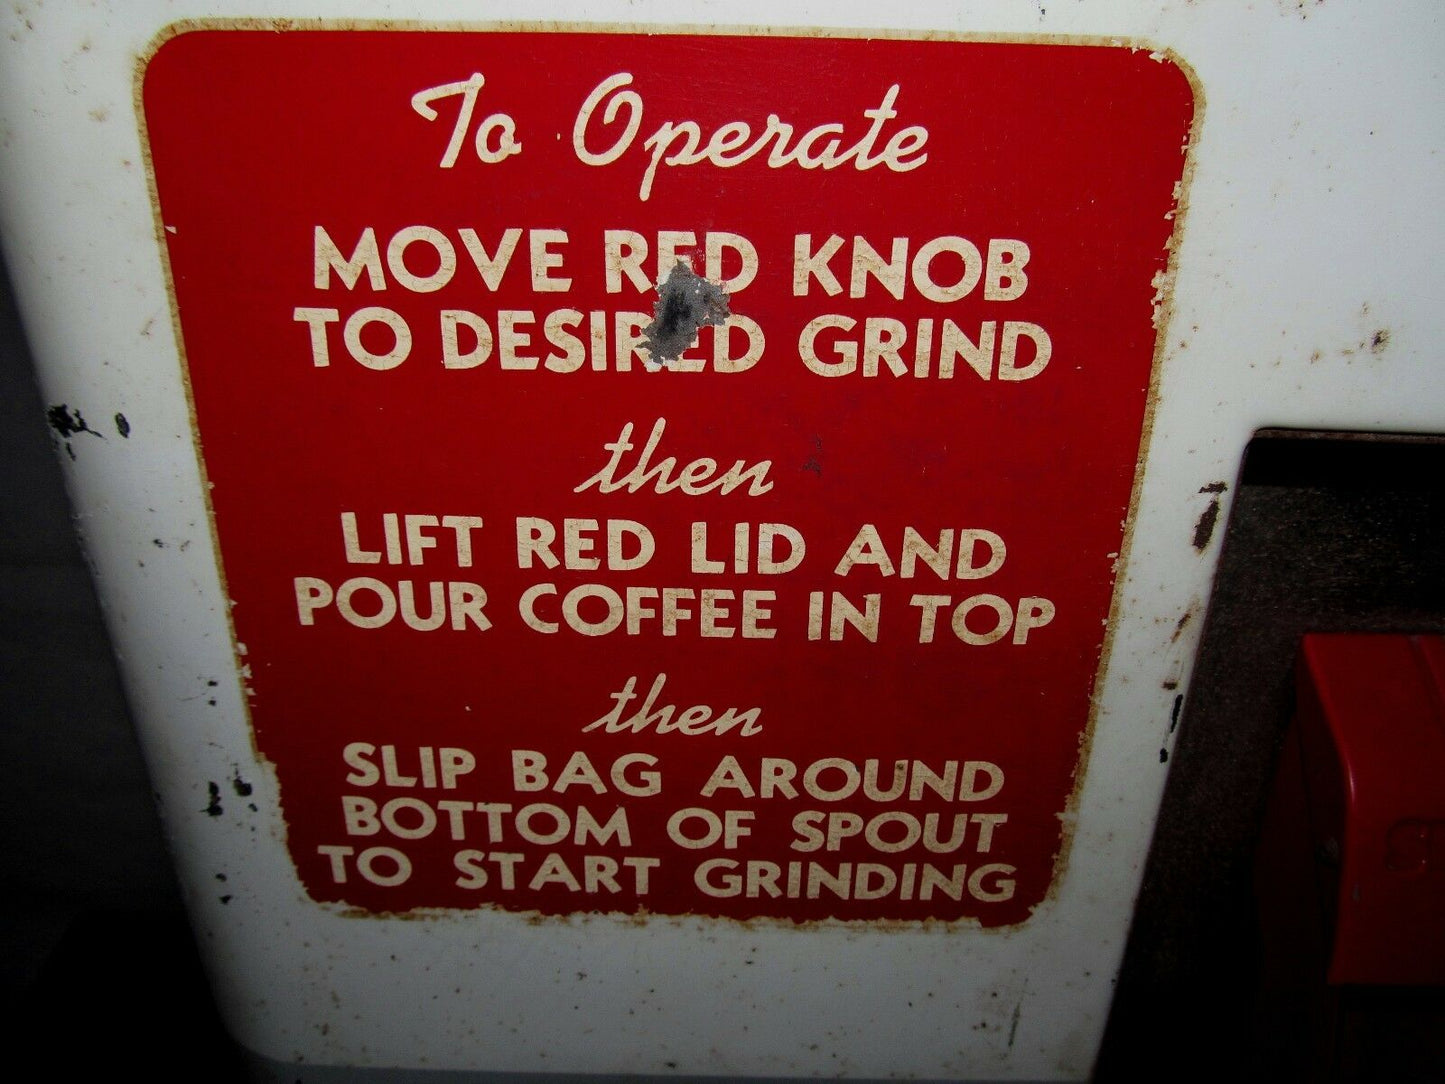 To Operate
MOVE RED KNOB
TO DESIRED GRIND
then
LIFT RED LID AND
POUR COFFEE IN TOP
then
SLIP BAG AROUND
BOTTOM OF SPOUT
TO START GRINDING